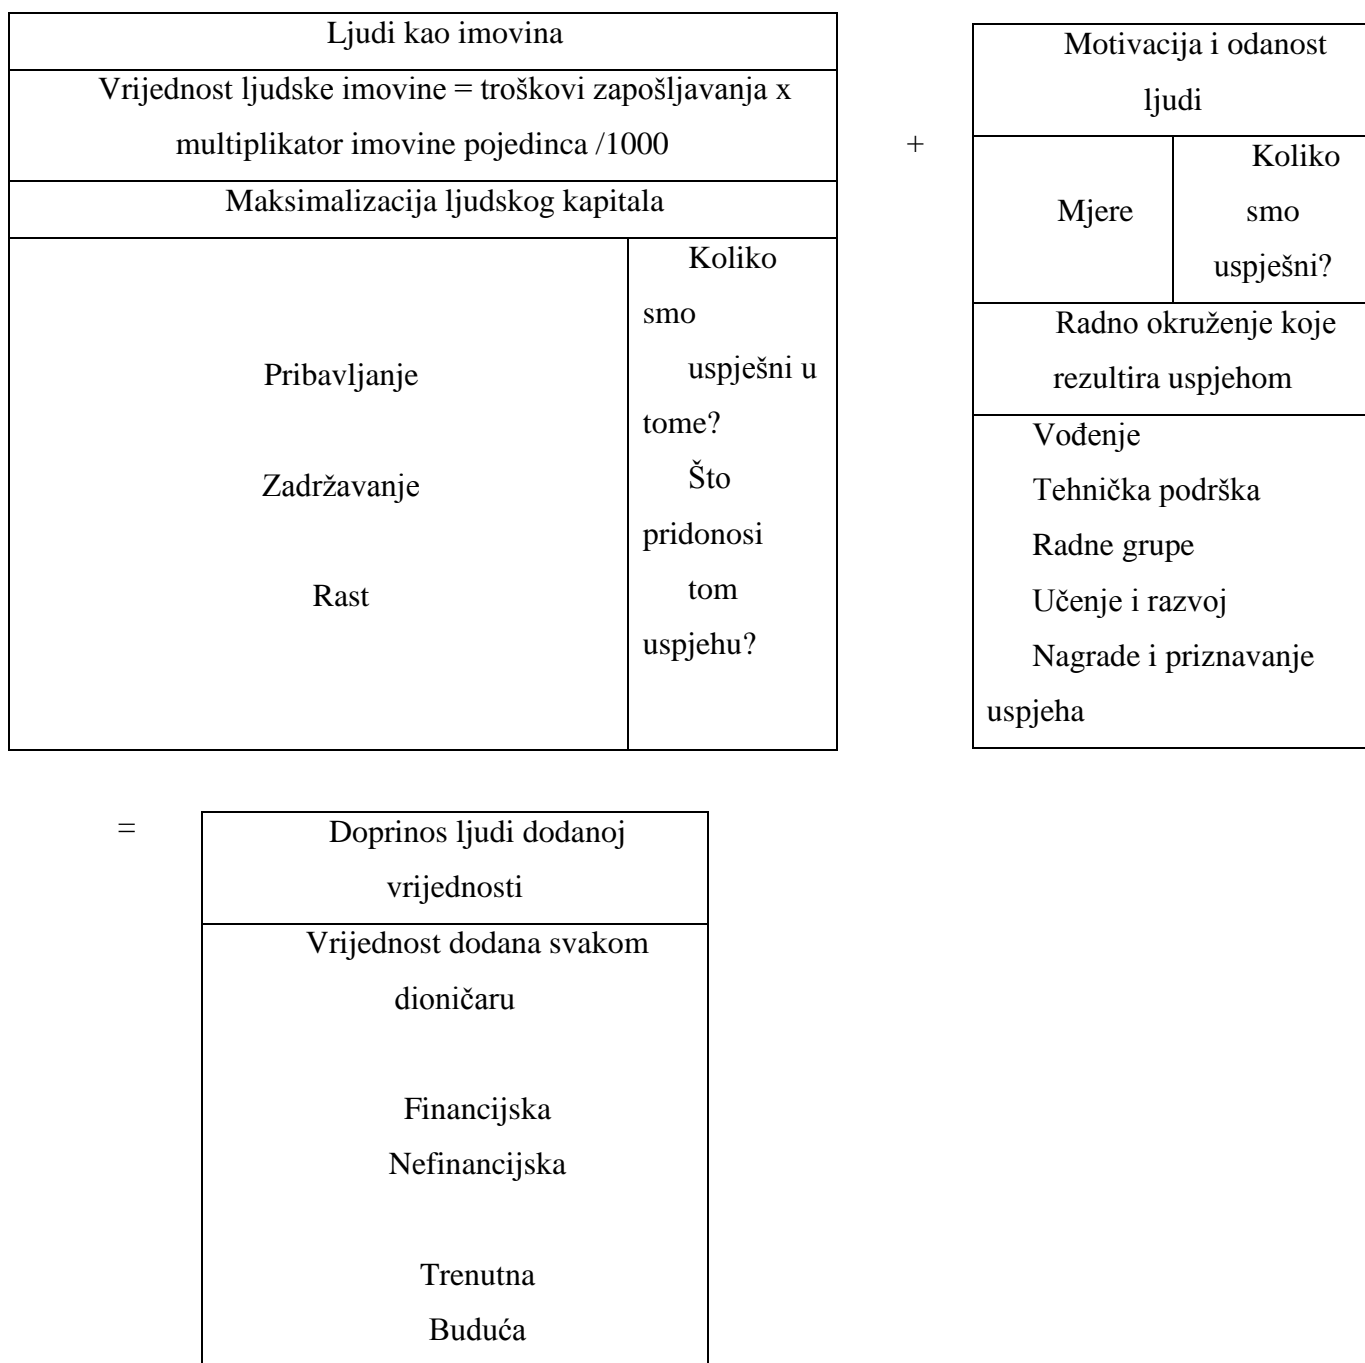 Ljudi kao imovina
Vrijednost ljudske imovine = troškovi zapošljavanja x
multiplikator imovine pojedinca /1000
Maksimalizacija ljudskog kapitala
Pribavljanje
Zadržavanje
Rast
Koliko
smo
uspješni u
tome?
Što
pridonosi
tom
uspjehu?
+
Motivacija i odanost
ljudi
Mjere
Koliko
smo
uspješni?
Radno okruženje koje
rezultira uspjehom
Vođenje
Tehnička podrška
Radne grupe
Učenje i razvoj
Nagrade i priznavanje
uspjeha
=
Doprinos ljudi dodanoj
vrijednosti
Vrijednost dodana svakom
dioničaru
Financijska
Nefinancijska
Trenutna
Buduća